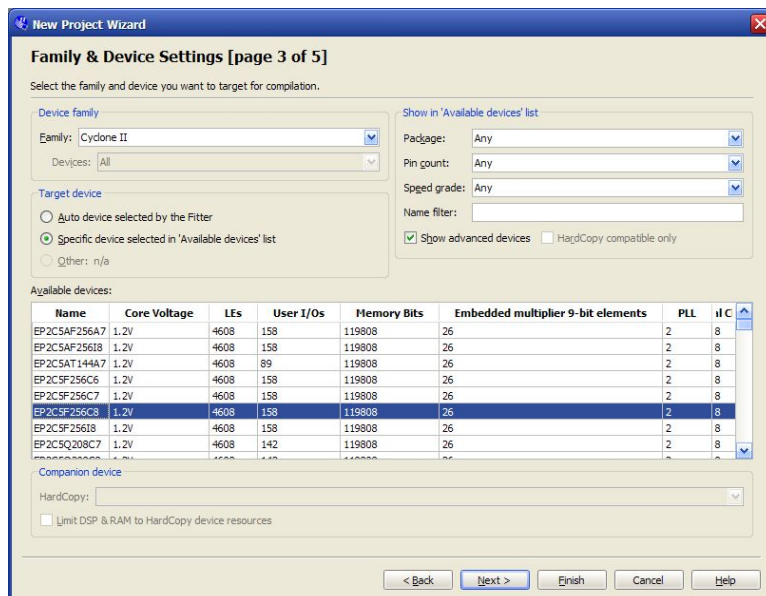 New Project Wizard
Family & Device Settings [page 3 of 5]
Select the family and device you want to target for compilation.
Device family
Family: Cyclone II
Devices: All
Show in 'Available devices' list
Package: Any
Pin count: Any
Speed grade: Any
Name filter:
Show advanced devices HardCopy compatible only
Target device
Auto device selected by the Fitter
Specific device selected in 'Available devices' list
Other: n/a
Available devices:
Name Core Voltage LEs User I/Os Memory Bits Embedded multiplier 9-bit elements PLL
EP2C5AF256A7 1.2V 4608 158 119808 26 2 8
EP2C5AF256I8 1.2V 4608 158 119808 26 2 8
EP2C5AT144A7 1.2V 4608 89 119808 26 2 8
EP2C5F256C6 1.2V 4608 158 119808 26 2 8
EP2C5F256C7 1.2V 4608 158 119808 26 2 8
EP2C5F256C8 1.2V 4608 158 119808 26 2 8
EP2C5F256I8 1.2V 4608 158 119808 26 2 8
EP2C5Q208C7 1.2V 4608 142 119808 26 2 8
Companion device
HardCopy:
Limit DSP & RAM to HardCopy device resources
< Back Next > Finish Cancel Help